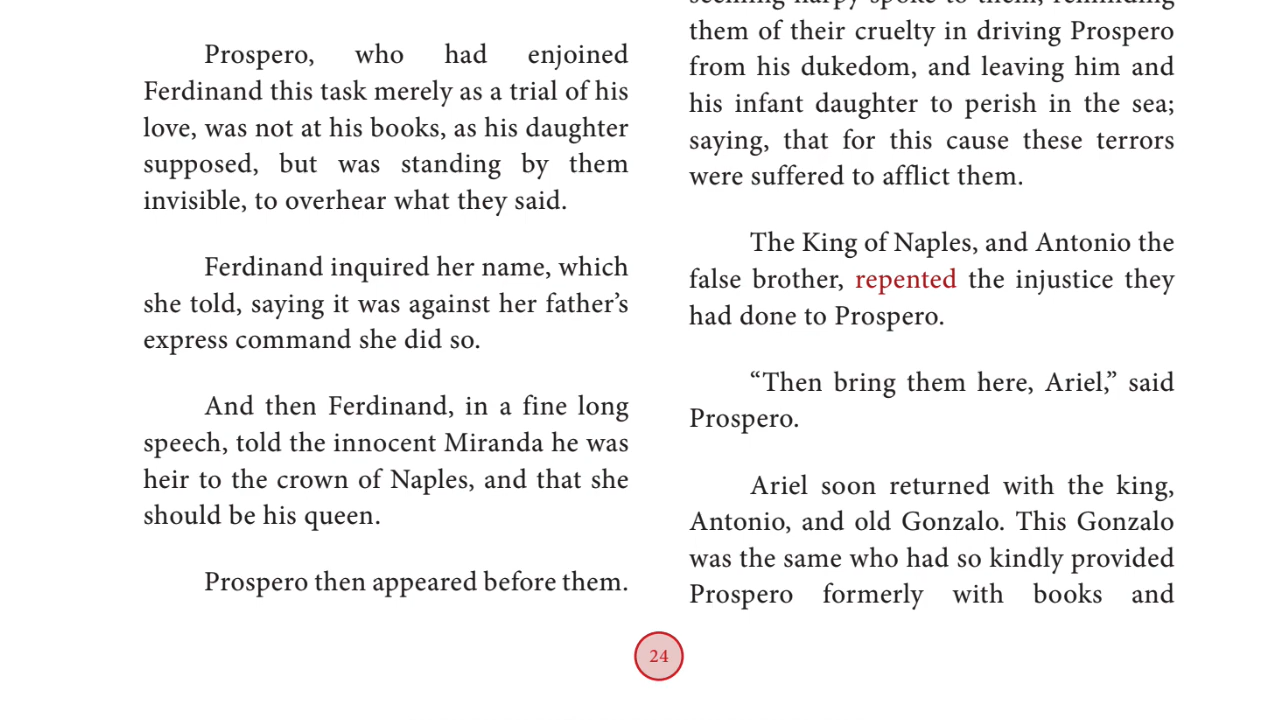 Prospero, who had enjoined
Ferdinand this task merely as a trial of his
love, was not at his books, as his daughter
supposed, but was standing by them
invisible, to overhear what they said.
Ferdinand inquired her name, which
she told, saying it was against her father’s
express command she did so.
And then Ferdinand, in a fine long
speech, told the innocent Miranda he was
heir to the crown of Naples, and that she
should be his queen.
Prospero then appeared before them.
seeming harpy spoke to them, reminding
them of their cruelty in driving Prospero
from his dukedom, and leaving him and
his infant daughter to perish in the sea;
saying, that for this cause these terrors
were suffered to afflict them.
The King of Naples, and Antonio the
false brother, repented the injustice they
had done to Prospero.
“Then bring them here, Ariel,” said
Prospero.
Ariel soon returned with the king,
Antonio, and old Gonzalo. This Gonzalo
was the same who had so kindly provided
Prospero formerly with books and
24